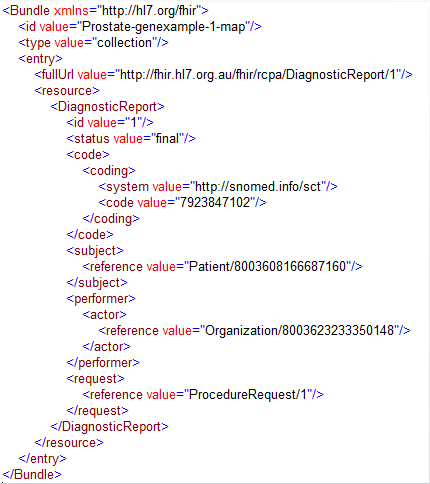 <Bundle xmlns="http://hl7.org/fhir">
<id value="Prostate-genexample-1-map"/>
<type value="collection"/>
<entry>
<fullUrl value="http://fhir.hl7.org.au/fhir/rcpa/DiagnosticReport/1"/>
<resource>
<DiagnosticReport>
<id value="1"/>
<status value="final"/>
<code>
<coding>
<system value="http://snomed.info/sct"/>
<code value="7923847102"/>
</coding>
</code>
<subject>
<reference value="Patient/8003608166687160"/>
</subject>
<performer>
<actor>
<reference value="Organization/8003623233350148"/>
</actor>
</performer>
<request>
<reference value="ProcedureRequest/1"/>
</request>
</DiagnosticReport>
</resource>
</entry>
</Bundle>